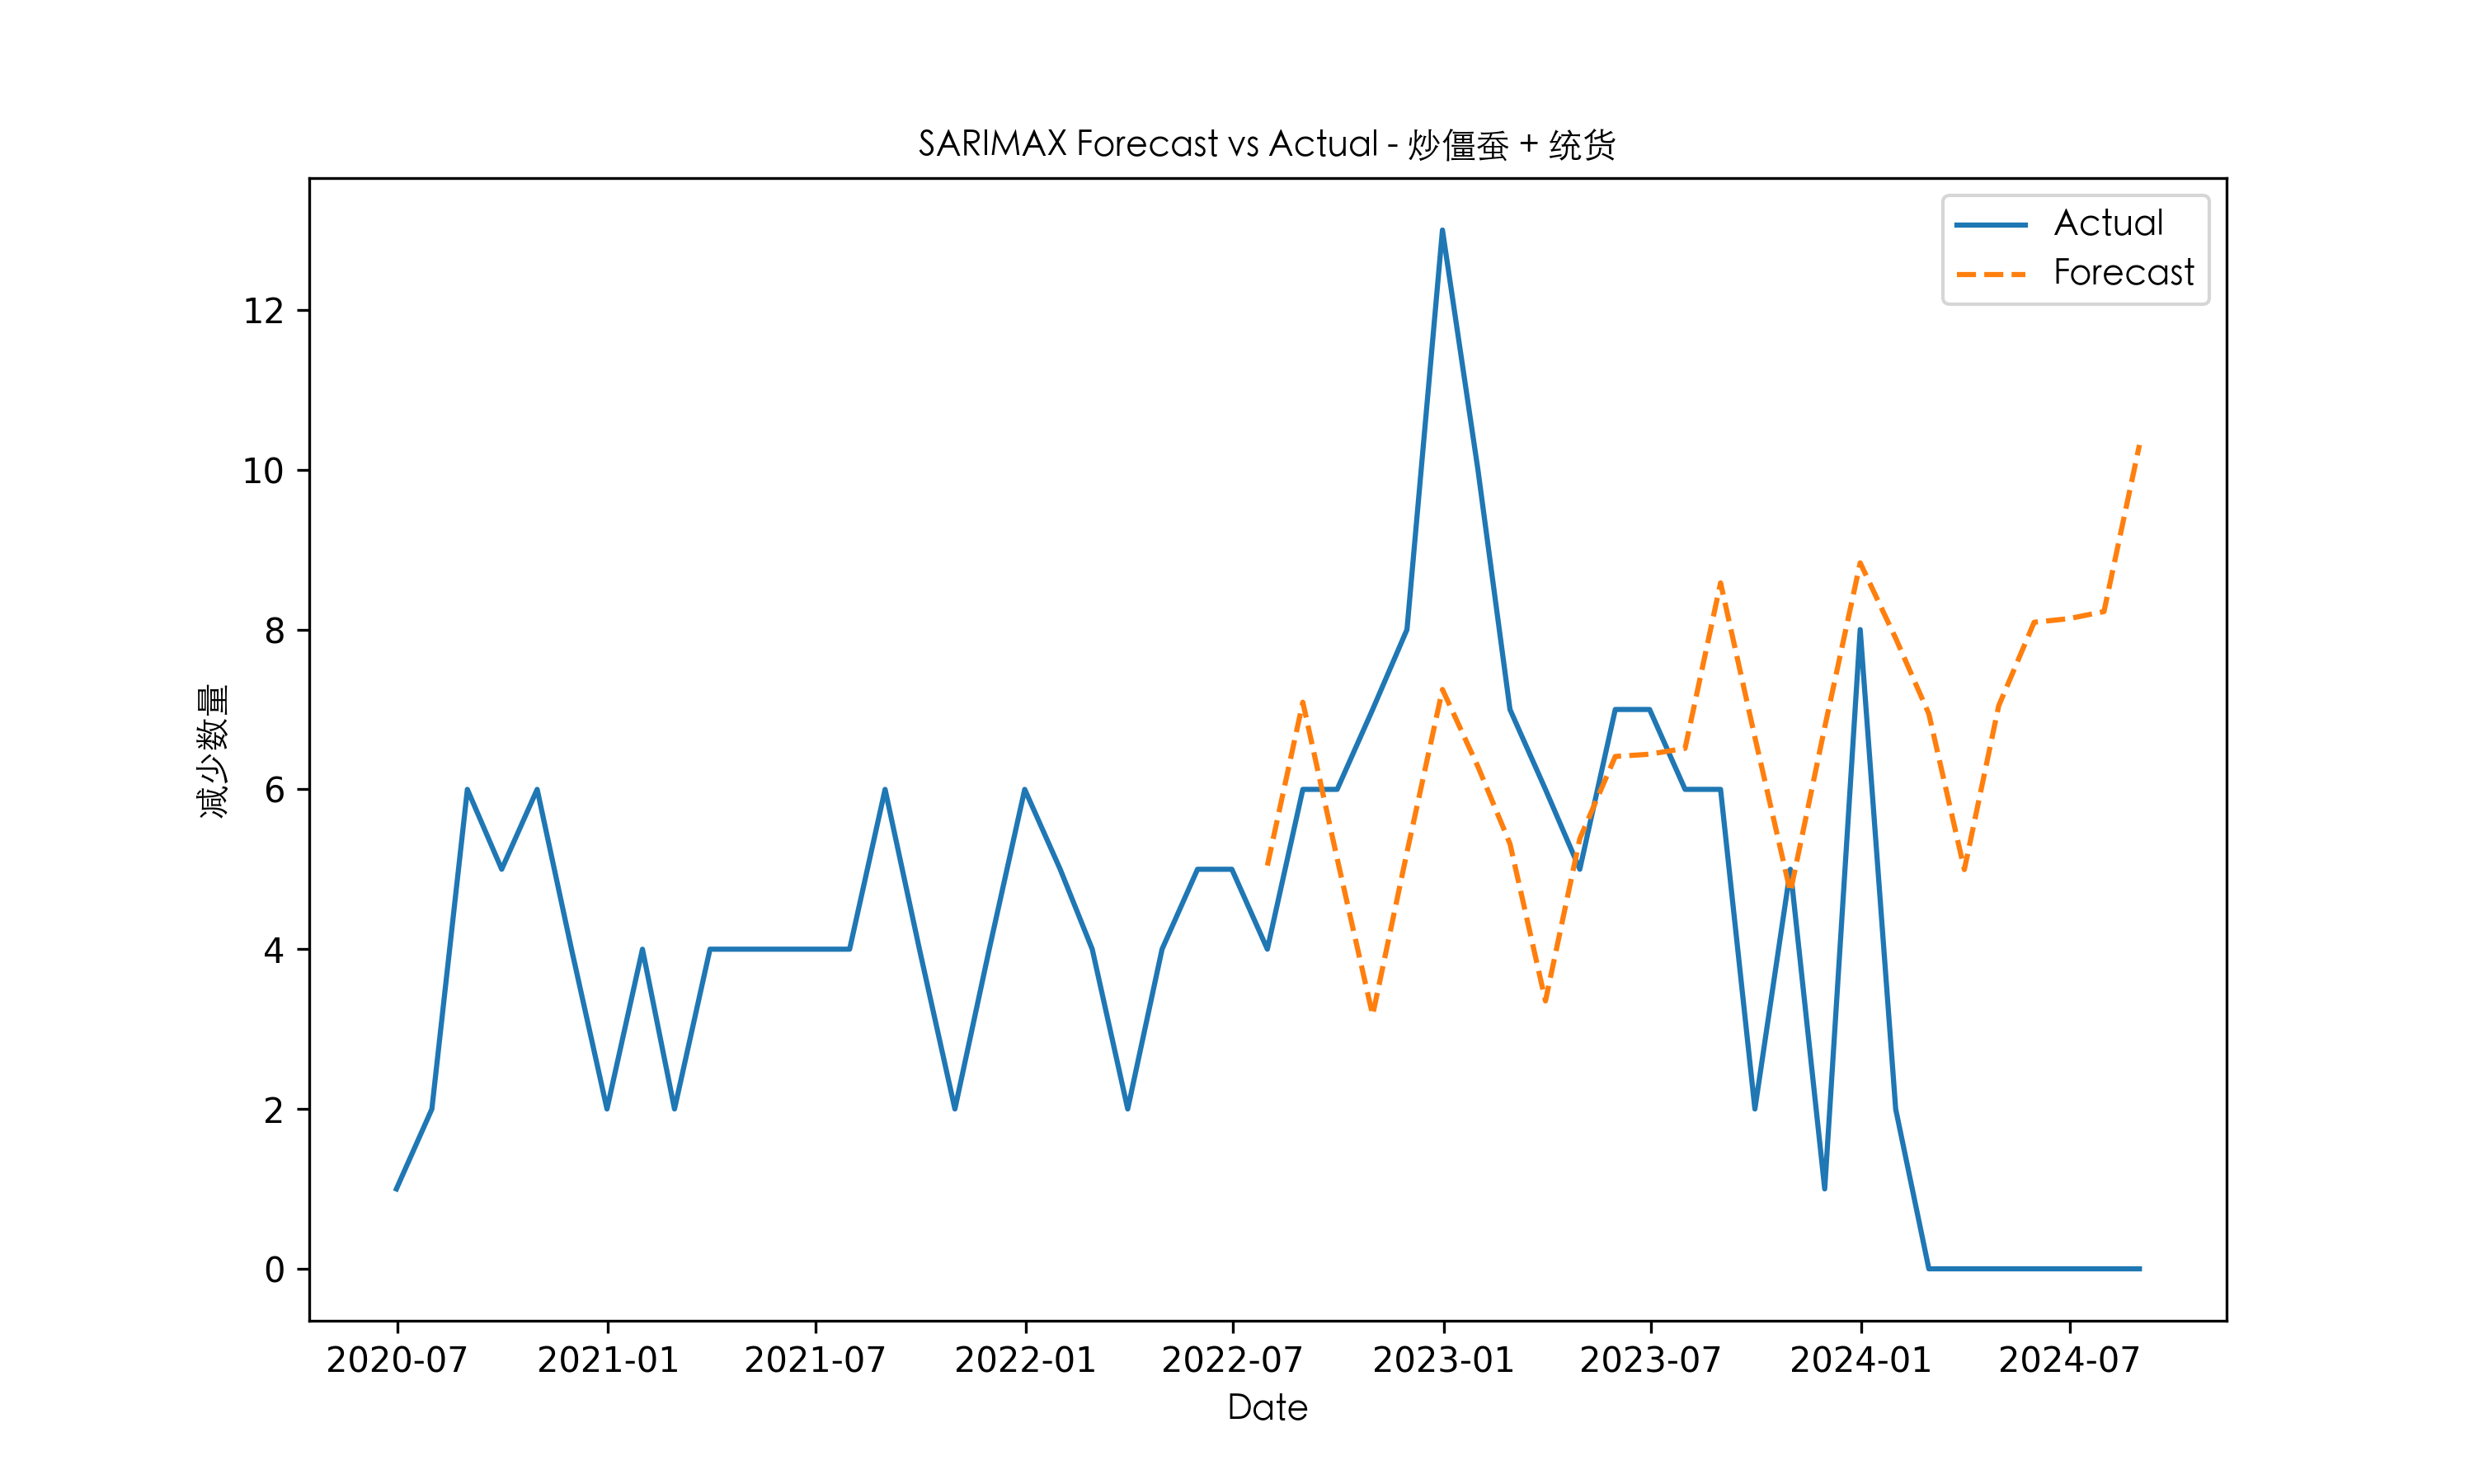 SARIMAX Forecast vs Actual - 炒僵蚕 + 统货
Actual
Forecast
减少数量
12
10
8
6
4
2
0
2020-07 2021-01 2021-07 2022-01 2022-07 2023-01 2023-07 2024-01 2024-07
Date